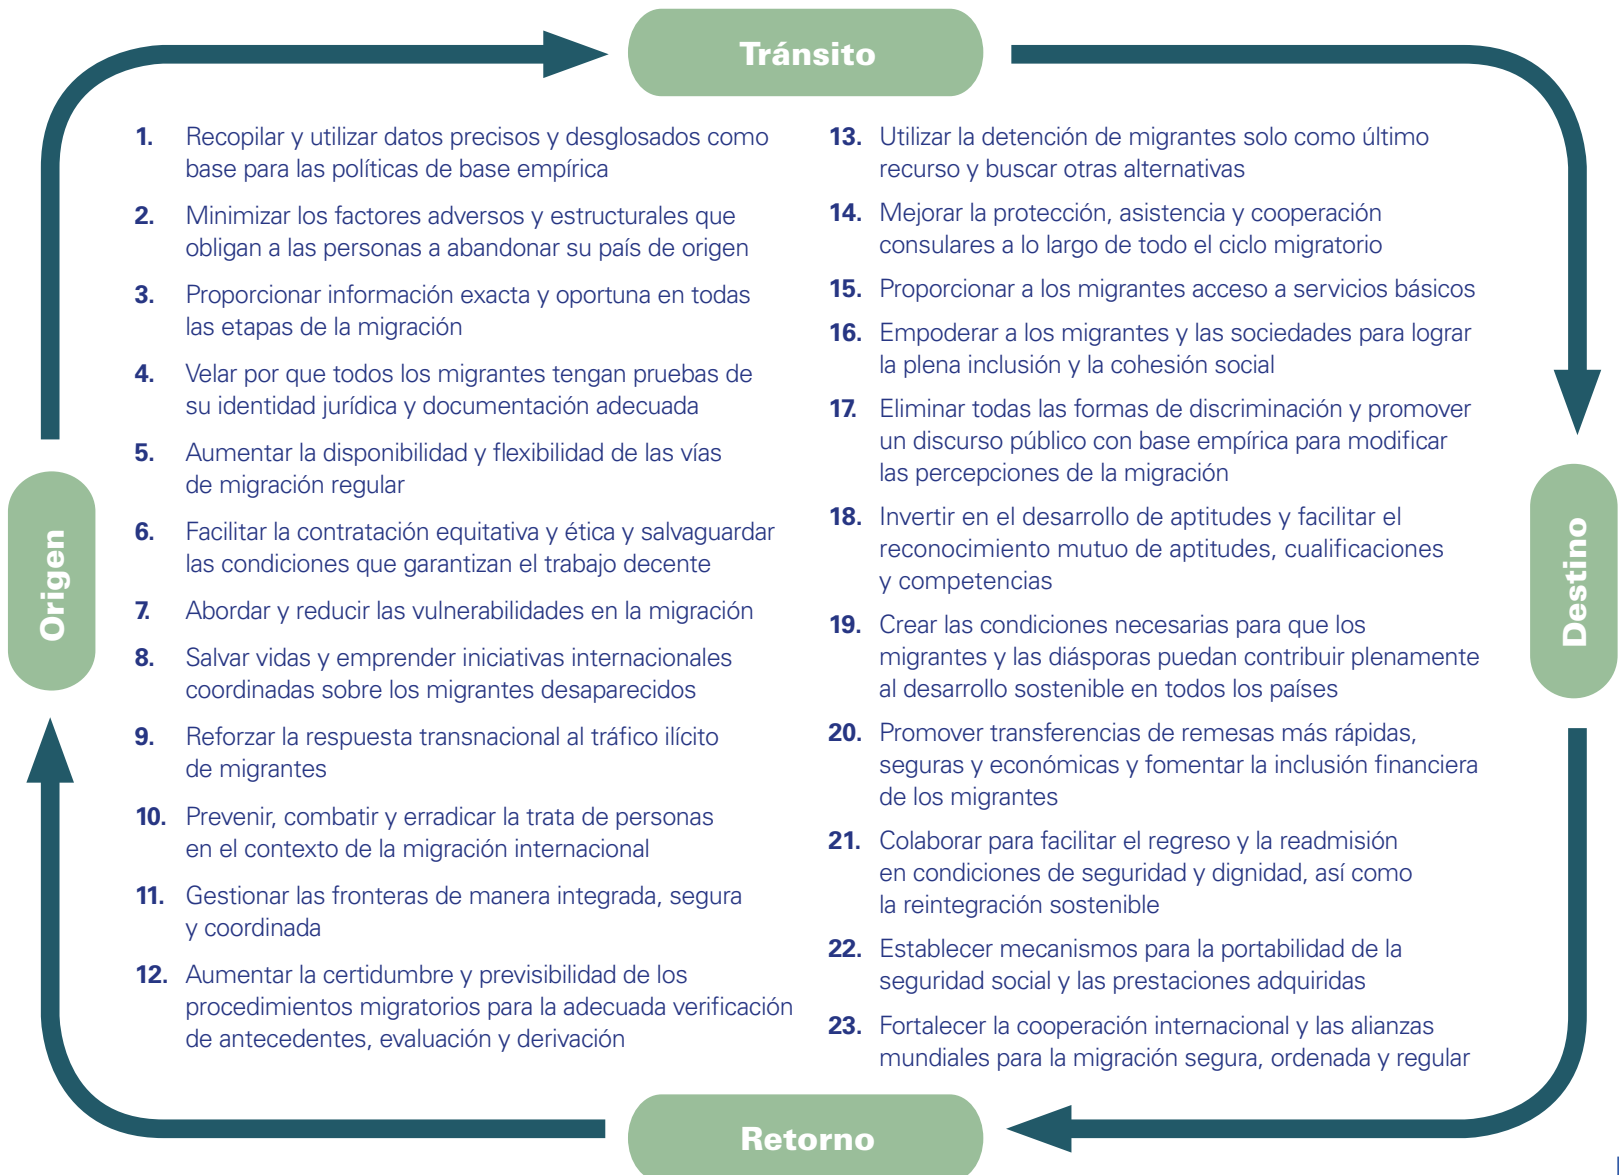 Tránsito
1. Recopilar y utilizar datos precisos y desglosados como
base para las políticas de base empírica
2. Minimizar los factores adversos y estructurales que
obligan a las personas a abandonar su país de origen
3. Proporcionar información exacta y oportuna en todas
las etapas de la migración
4. Velar por que todos los migrantes tengan pruebas de
su identidad jurídica y documentación adecuada
5. Aumentar la disponibilidad y flexibilidad de las vías
de migración regular
6. Facilitar la contratación equitativa y ética y salvaguardar
las condiciones que garantizan el trabajo decente
7. Abordar y reducir las vulnerabilidades en la migración
8. Salvar vidas y emprender iniciativas internacionales
coordinadas sobre los migrantes desaparecidos
9. Reforzar la respuesta transnacional al tráfico ilícito
de migrantes
10. Prevenir, combatir y erradicar la trata de personas
en el contexto de la migración internacional
11. Gestionar las fronteras de manera integrada, segura
y coordinada
12. Aumentar la certidumbre y previsibilidad de los
procedimientos migratorios para la adecuada verificación
de antecedentes, evaluación y derivación
13. Utilizar la detención de migrantes solo como último
recurso y buscar otras alternativas
14. Mejorar la protección, asistencia y cooperación
consulares a lo largo de todo el ciclo migratorio
15. Proporcionar a los migrantes acceso a servicios básicos
16. Empoderar a los migrantes y las sociedades para lograr
la plena inclusión y la cohesión social
17. Eliminar todas las formas de discriminación y promover
un discurso público con base empírica para modificar
las percepciones de la migración
18. Invertir en el desarrollo de aptitudes y facilitar el
reconocimiento mutuo de aptitudes, cualificaciones
y competencias
19. Crear las condiciones necesarias para que los
migrantes y las diásporas puedan contribuir plenamente
al desarrollo sostenible en todos los países
20. Promover transferencias de remesas más rápidas,
seguras y económicas y fomentar la inclusión financiera
de los migrantes
21. Colaborar para facilitar el regreso y la readmisión
en condiciones de seguridad y dignidad, así como
la reintegración sostenible
22. Establecer mecanismos para la portabilidad de la
seguridad social y las prestaciones adquiridas
23. Fortalecer la cooperación internacional y las alianzas
mundiales para la migración segura, ordenada y regular
Origen
Destino
Retorno